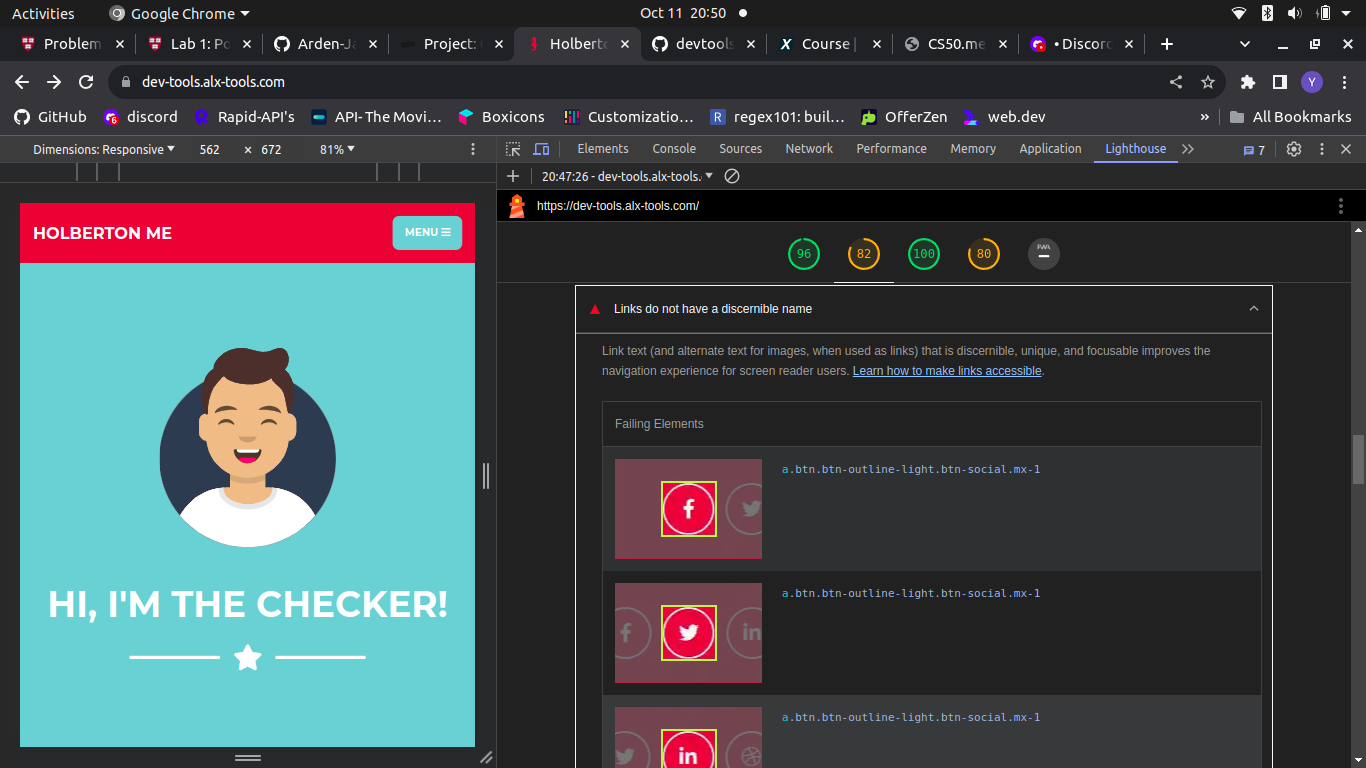 Activities Google Chrome Oct 11 20:50
Problem Lab 1: Po Arden-Ja Project: Holberto devtools Course | CS50.me • Discord
dev-tools.alx-tools.com Y
GitHub discord Rapid-API's API- The Movi… Boxicons Customizatio… regex101: buil… OfferZen web.dev » All Bookmarks
Dimensions: Responsive 562 × 672 81% Elements Console Sources Network Performance Memory Application Lighthouse 7
20:47:26 - dev-tools.alx-tools.
https://dev-tools.alx-tools.com/
HOLBERTON ME
MENU
96 82 100 80 PWA
Links do not have a discernible name
Link text (and alternate text for images, when used as links) that is discernible, unique, and focusable improves the
navigation experience for screen reader users. Learn how to make links accessible.
Failing Elements
a.btn.btn-outline-light.btn-social.mx-1
a.btn.btn-outline-light.btn-social.mx-1
a.btn.btn-outline-light.btn-social.mx-1
HI, I'M THE CHECKER!